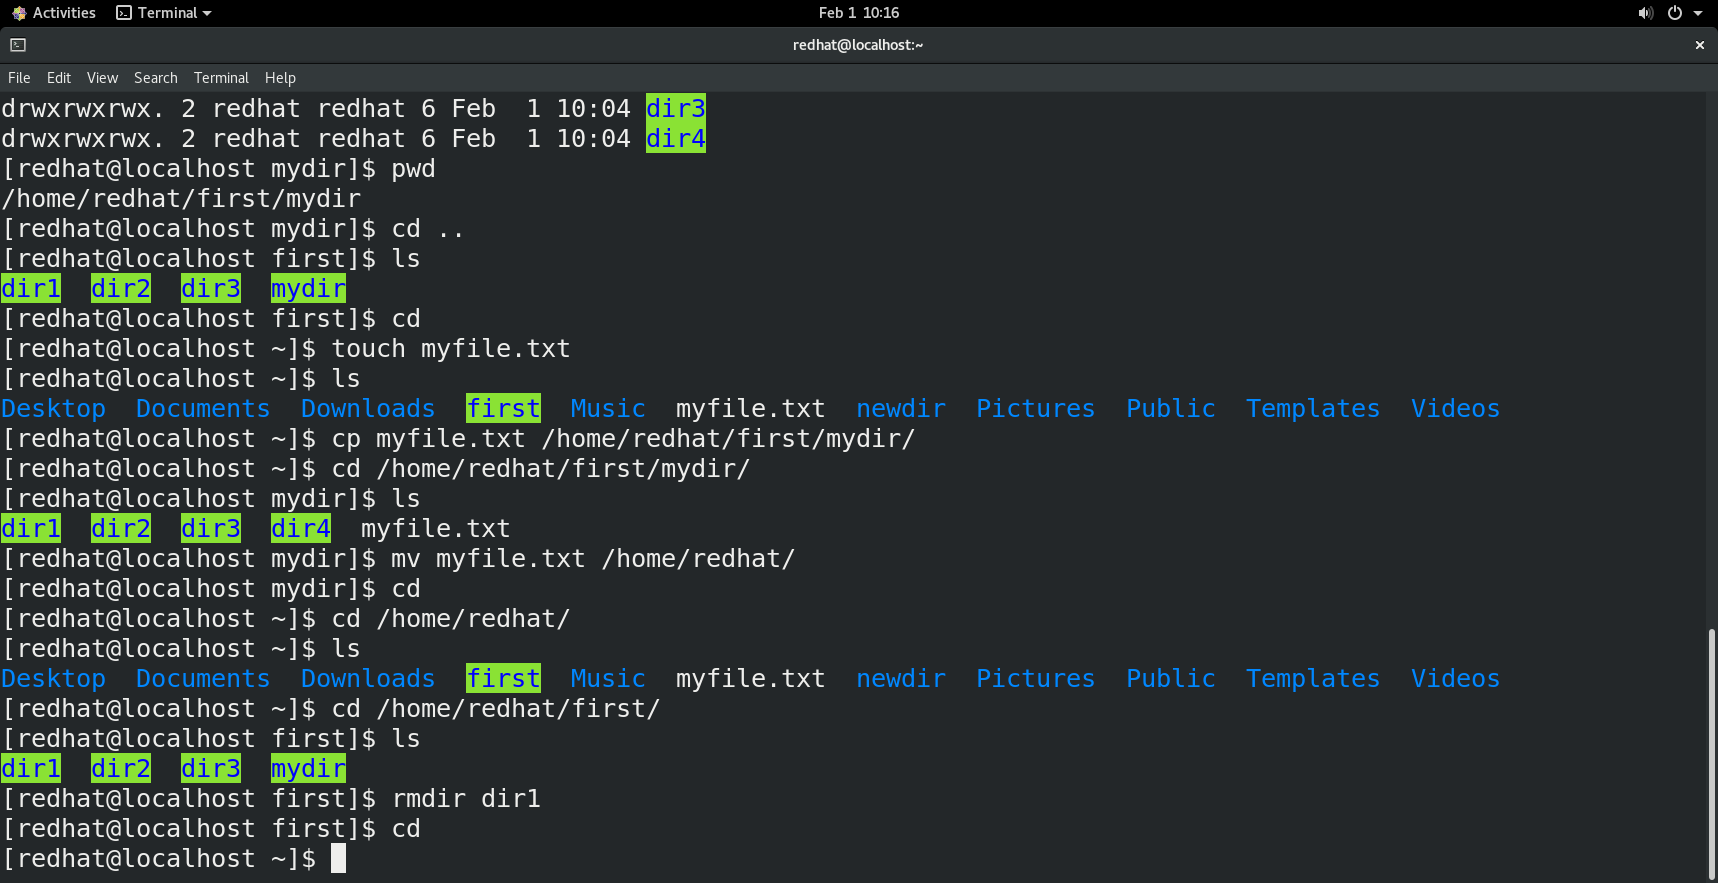 Activities Terminal Feb 1 10:16
redhat@localhost:~
File Edit View Search Terminal Help
drwxrwxrwx. 2 redhat redhat 6 Feb  1 10:04 dir3
drwxrwxrwx. 2 redhat redhat 6 Feb  1 10:04 dir4
[redhat@localhost mydir]$ pwd
/home/redhat/first/mydir
[redhat@localhost mydir]$ cd ..
[redhat@localhost first]$ ls
dir1  dir2  dir3  mydir
[redhat@localhost first]$ cd
[redhat@localhost ~]$ touch myfile.txt
[redhat@localhost ~]$ ls
Desktop  Documents  Downloads  first  Music  myfile.txt  newdir  Pictures  Public  Templates  Videos
[redhat@localhost ~]$ cp myfile.txt /home/redhat/first/mydir/
[redhat@localhost ~]$ cd /home/redhat/first/mydir/
[redhat@localhost mydir]$ ls
dir1  dir2  dir3  dir4  myfile.txt
[redhat@localhost mydir]$ mv myfile.txt /home/redhat/
[redhat@localhost mydir]$ cd
[redhat@localhost ~]$ cd /home/redhat/
[redhat@localhost ~]$ ls
Desktop  Documents  Downloads  first  Music  myfile.txt  newdir  Pictures  Public  Templates  Videos
[redhat@localhost ~]$ cd /home/redhat/first/
[redhat@localhost first]$ ls
dir1  dir2  dir3  mydir
[redhat@localhost first]$ rmdir dir1
[redhat@localhost first]$ cd
[redhat@localhost ~]$